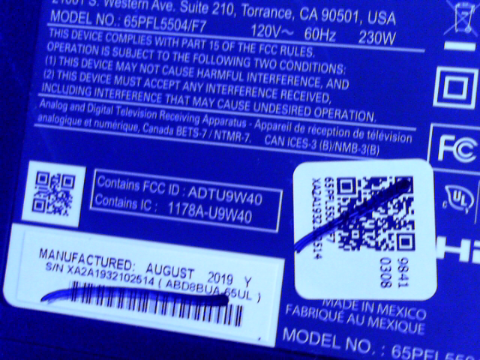 S. Western Ave. Suite 210, Torrance, CA 90501, USA
MODEL NO.: 65PFL5504/F7 120V~ 60Hz 230W
THIS DEVICE COMPLIES WITH PART 15 OF THE FCC RULES.
OPERATION IS SUBJECT TO THE FOLLOWING TWO CONDITIONS:
(1) THIS DEVICE MAY NOT CAUSE HARMFUL INTERFERENCE, AND
(2) THIS DEVICE MUST ACCEPT ANY INTERFERENCE RECEIVED,
INCLUDING INTERFERENCE THAT MAY CAUSE UNDESIRED OPERATION.
Analog and Digital Television Receiving Apparatus - Appareil de réception de télévision
analogique et numérique, Canada BETS-7 / NTMR-7. CAN ICES-3 (B)/NMB-3(B)
FC
UL
Contains FCC ID : ADTU9W40
Contains IC : 1178A-U9W40
9841
0308
MANUFACTURED: AUGUST 2019 Y
S/N XA2A1932102514 ( ABD8BUA 65UL )
MADE IN MEXICO
FABRIQUÉ AU MEXIQUE
MODEL NO.: 65PFL550